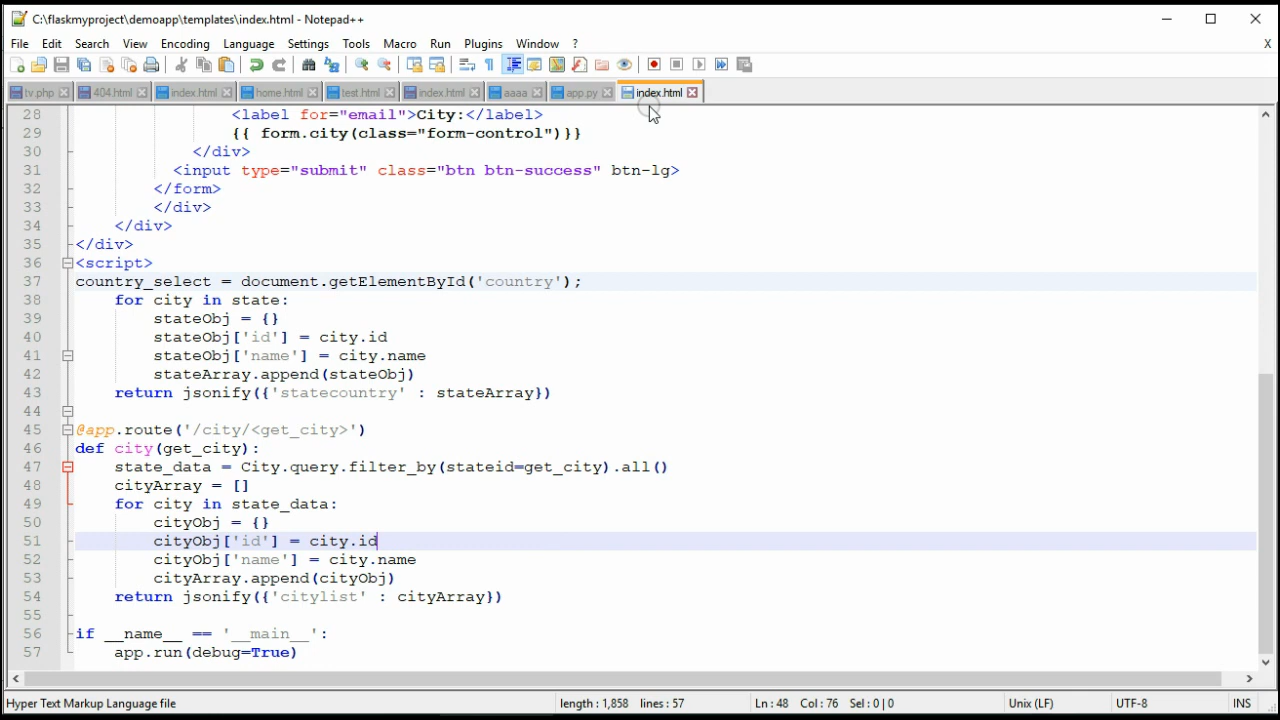 C:\flaskmyproject\demoapp\templates\index.html - Notepad++
File Edit Search View Encoding Language Settings Tools Macro Run Plugins Window ? X
tv.php 404.html index.html home.html test.html index.html aaaa app.py index.html
28 <label for="email">City:</label>
29 {{ form.city(class="form-control")}}
30 </div>
31 <input type="submit" class="btn btn-success" btn-lg>
32 </form>
33 </div>
34 </div>
35 </div>
36 <script>
37 country_select = document.getElementById('country');
38 for city in state:
39 stateObj = {}
40 stateObj['id'] = city.id
41 stateObj['name'] = city.name
42 stateArray.append(stateObj)
43 return jsonify({'statecountry' : stateArray})
44
45 @app.route('/city/<get_city>')
46 def city(get_city):
47 state_data = City.query.filter_by(stateid=get_city).all()
48 cityArray = []
49 for city in state_data:
50 cityObj = {}
51 cityObj['id'] = city.id
52 cityObj['name'] = city.name
53 cityArray.append(cityObj)
54 return jsonify({'citylist' : cityArray})
55
56 if __name__ == '__main__':
57 app.run(debug=True)
Hyper Text Markup Language file length : 1,858 lines : 57 Ln : 48 Col : 76 Sel : 0 | 0 Unix (LF) UTF-8 INS